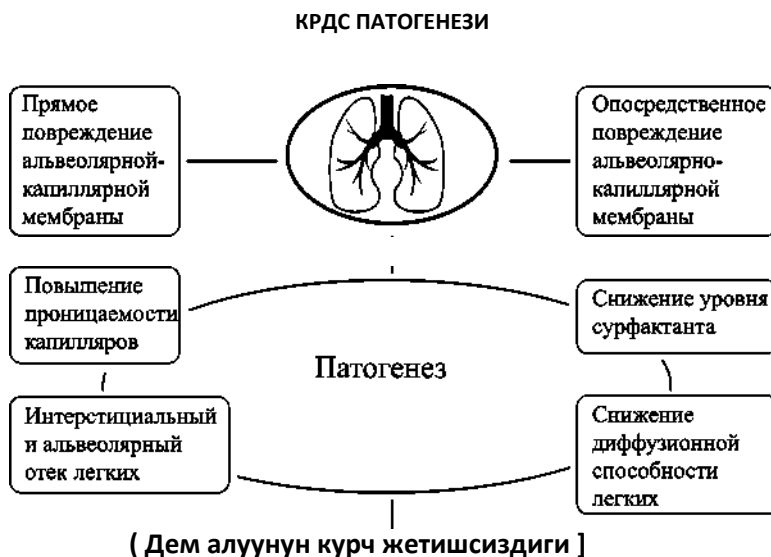 КРДС ПАТОГЕНЕЗИ
Прямое
повреждение
альвеолярной-
капиллярной
мембраны
Опосредственное
повреждение
альвеолярно-
капиллярной
мембраны
Повышение
проницаемости
капилляров
Снижение уровня
сурфактанта
Патогенез
Интерстициальный
и альвеолярный
отек легких
Снижение
диффузионной
способности
легких
( Дем алуунун курч жетишсиздиги ]